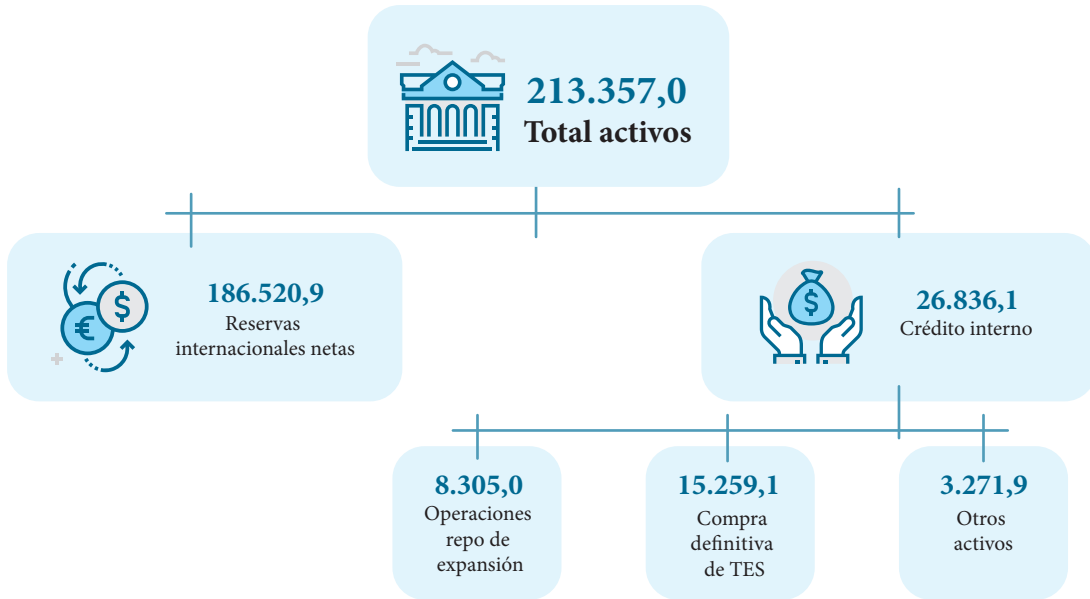 213.357,0
Total activos
186.520,9
Reservas
internacionales netas
26.836,1
Crédito interno
8.305,0
Operaciones
repo de
expansión
15.259,1
Compra
definitiva
de TES
3.271,9
Otros
activos